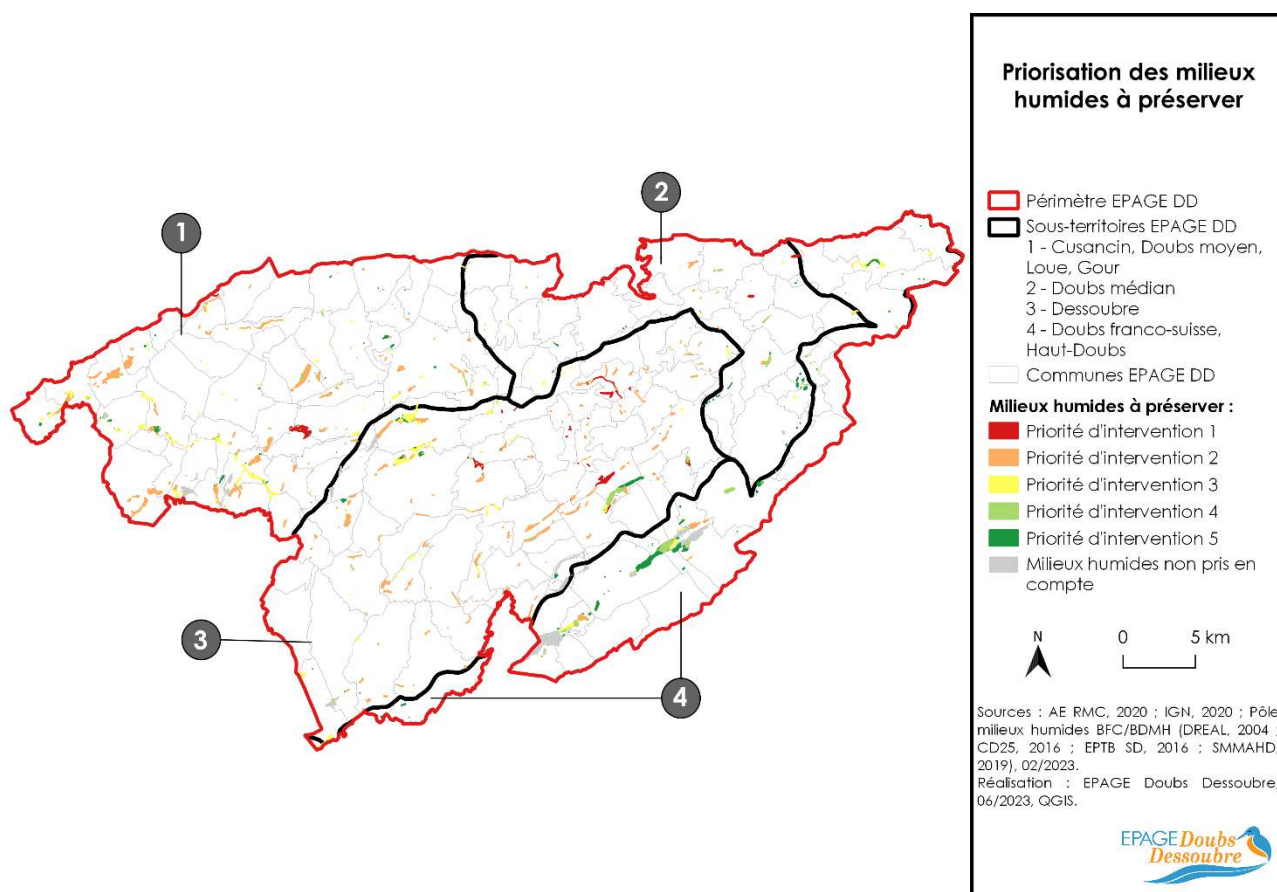 Priorisation des milieux
humides à préserver
Périmètre EPAGE DD
Sous-territoires EPAGE DD
1 - Cusancin, Doubs moyen,
Loue, Gour
2 - Doubs médian
3 - Dessoubre
4 - Doubs franco-suisse,
Haut-Doubs
Communes EPAGE DD
Milieux humides à préserver :
Priorité d'intervention 1
Priorité d'intervention 2
Priorité d'intervention 3
Priorité d'intervention 4
Priorité d'intervention 5
Milieux humides non pris en
compte
N
0 5 km
Sources : AE RMC, 2020 ; IGN, 2020 ; Pôle
milieux humides BFC/BDMH (DREAL, 2004 ;
CD25, 2016 ; EPTB SD, 2016 ; SMMAHD,
2019), 02/2023.
Réalisation : EPAGE Doubs Dessoubre,
06/2023, QGIS.
EPAGE Doubs
Dessoubre
1
2
3
4